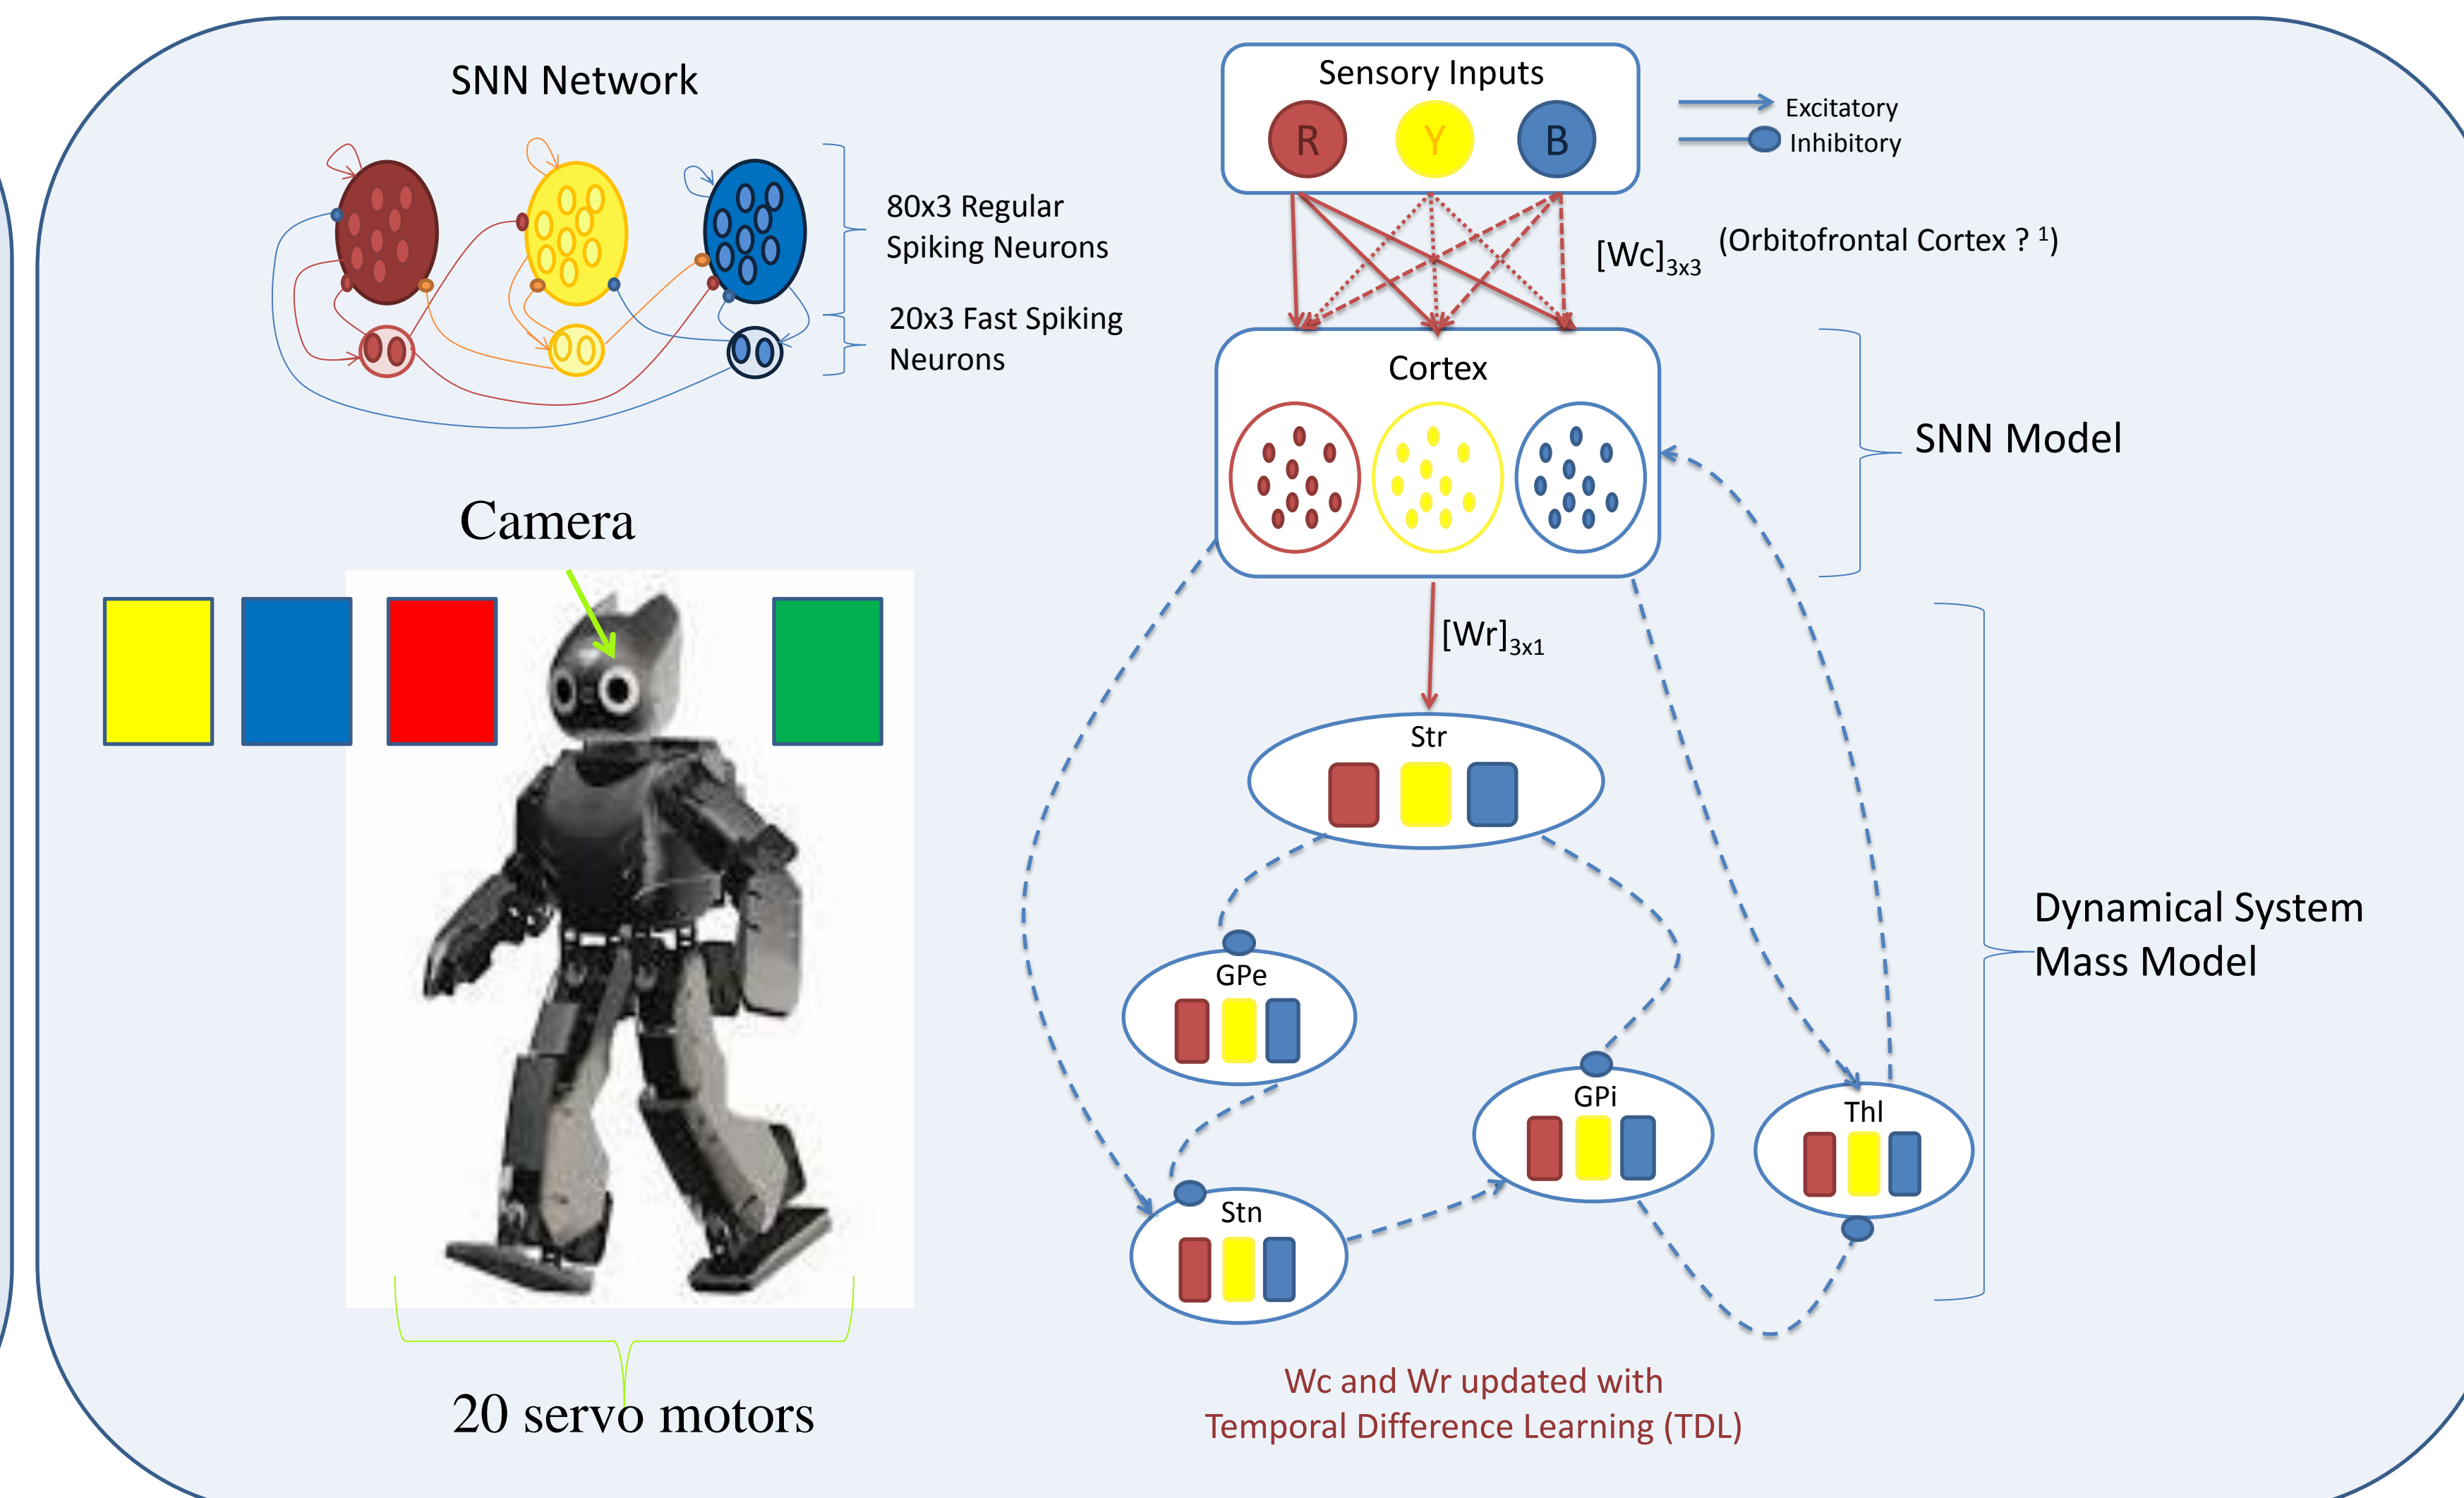 SNN Network
80x3 Regular
Spiking Neurons
20x3 Fast Spiking
Neurons
Camera
20 servo motors
Sensory Inputs
R Y B
Excitatory
Inhibitory
[Wc]3x3
(Orbitofrontal Cortex ? 1)
Cortex
SNN Model
[Wr]3x1
Str
GPe
GPi
Thl
Stn
Dynamical System
Mass Model
Wc and Wr updated with
Temporal Difference Learning (TDL)